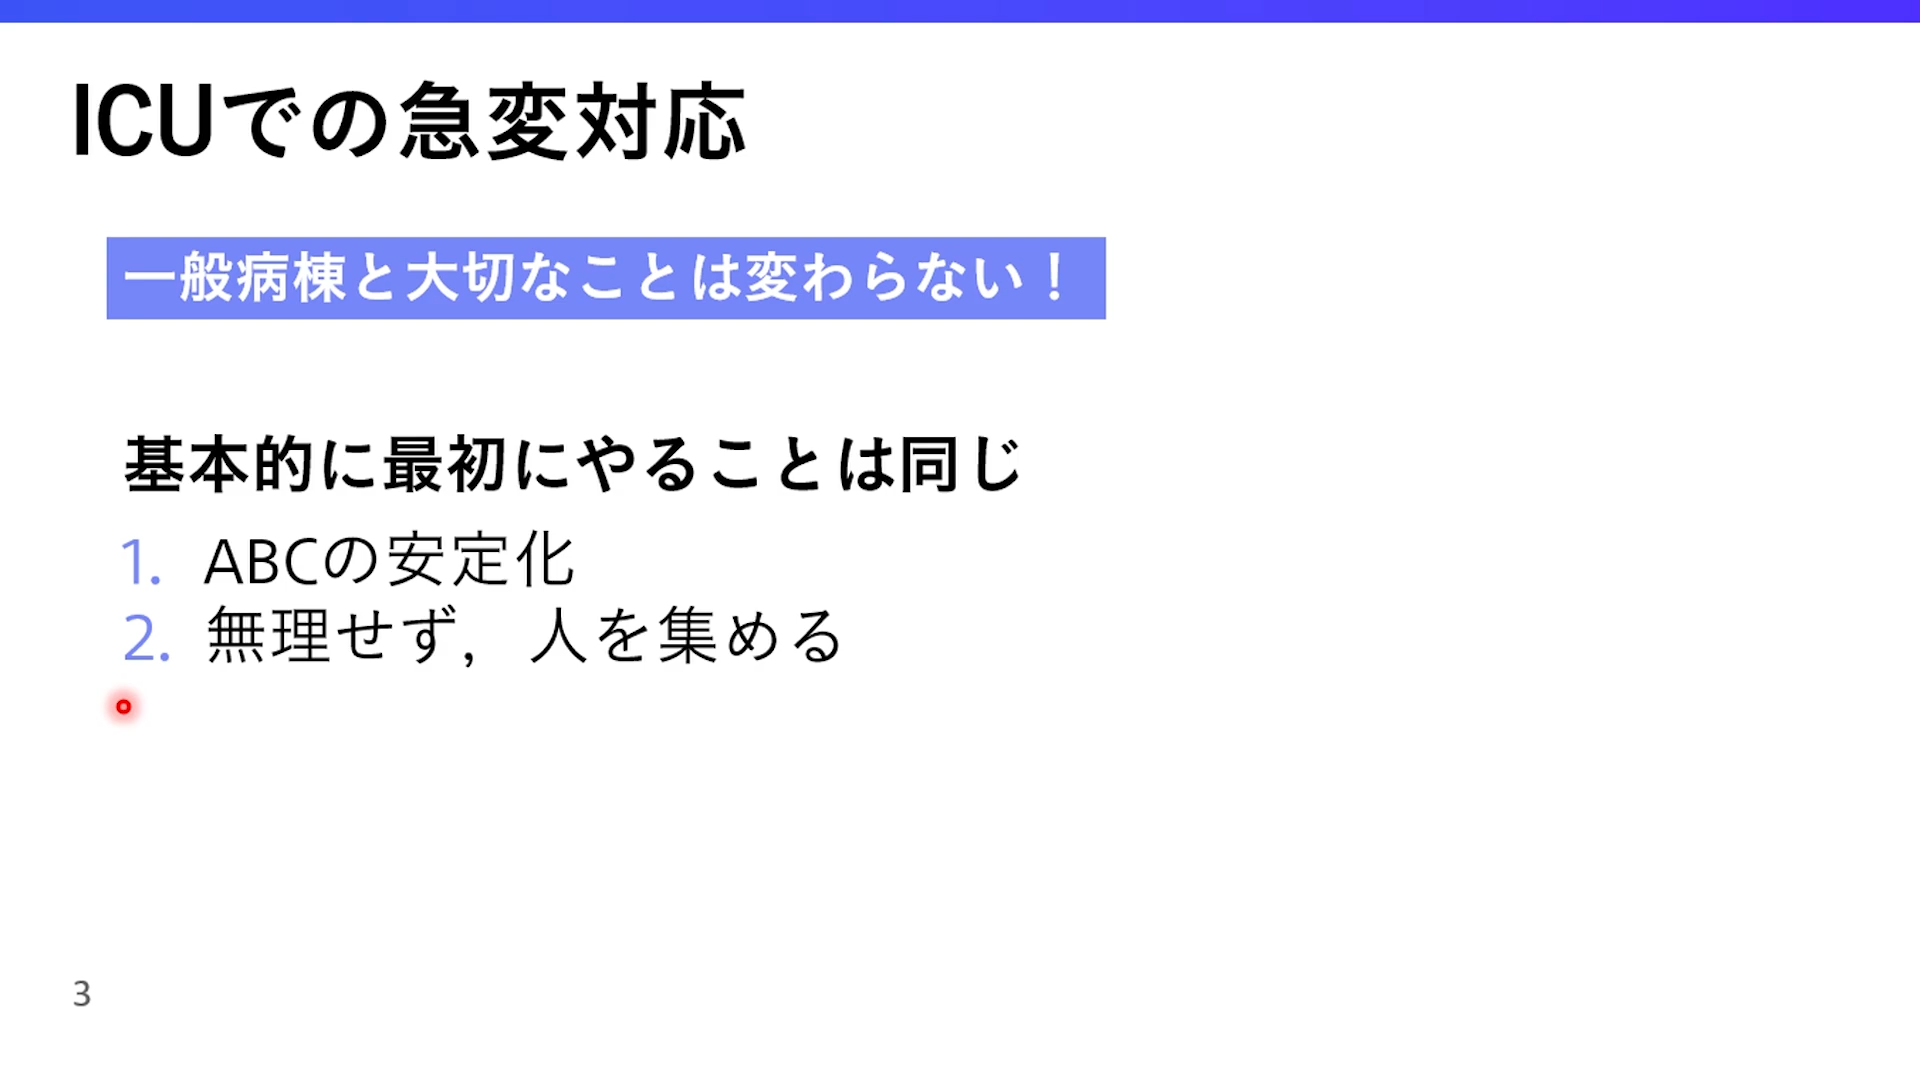 ICUでの急変対応
一般病棟と大切なことは変わらない！
基本的に最初にやることは同じ
1. ABCの安定化
2. 無理せず，人を集める
3